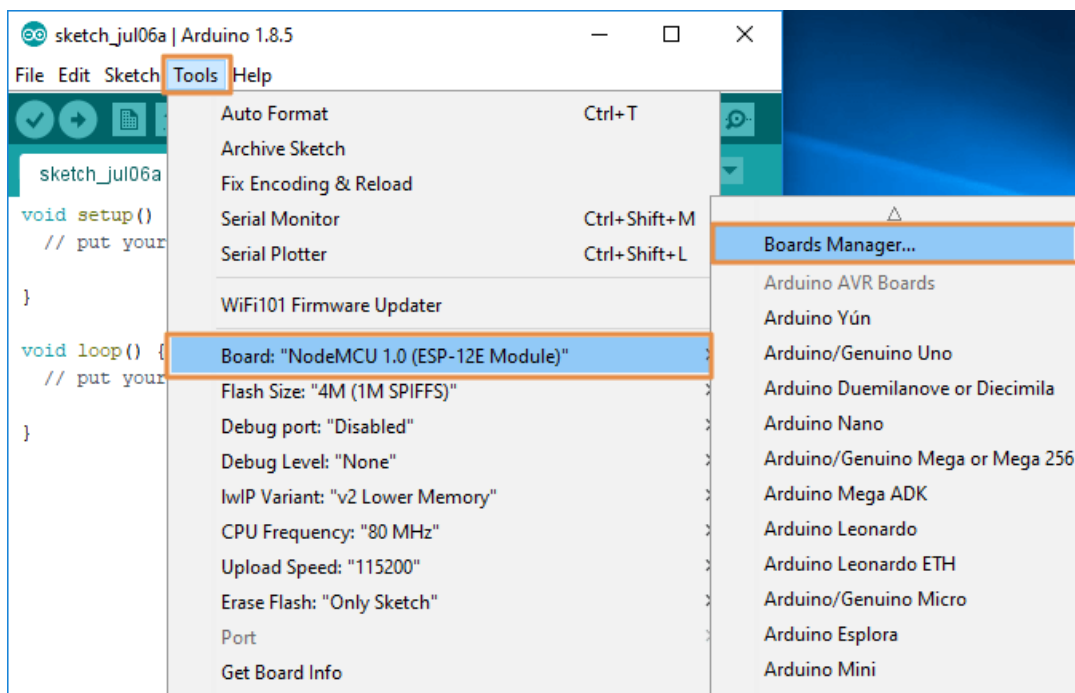 sketch_jul06a | Arduino 1.8.5
File Edit Sketch Tools Help
sketch_jul06a
void setup()
// put your
}
void loop() {
// put your
}
Auto Format Ctrl+T
Archive Sketch
Fix Encoding & Reload
Serial Monitor Ctrl+Shift+M
Serial Plotter Ctrl+Shift+L
WiFi101 Firmware Updater
Board: "NodeMCU 1.0 (ESP-12E Module)"
Flash Size: "4M (1M SPIFFS)"
Debug port: "Disabled"
Debug Level: "None"
lwIP Variant: "v2 Lower Memory"
CPU Frequency: "80 MHz"
Upload Speed: "115200"
Erase Flash: "Only Sketch"
Port
Get Board Info
Boards Manager...
Arduino AVR Boards
Arduino Yún
Arduino/Genuino Uno
Arduino Duemilanove or Diecimila
Arduino Nano
Arduino/Genuino Mega or Mega 256
Arduino Mega ADK
Arduino Leonardo
Arduino Leonardo ETH
Arduino/Genuino Micro
Arduino Esplora
Arduino Mini